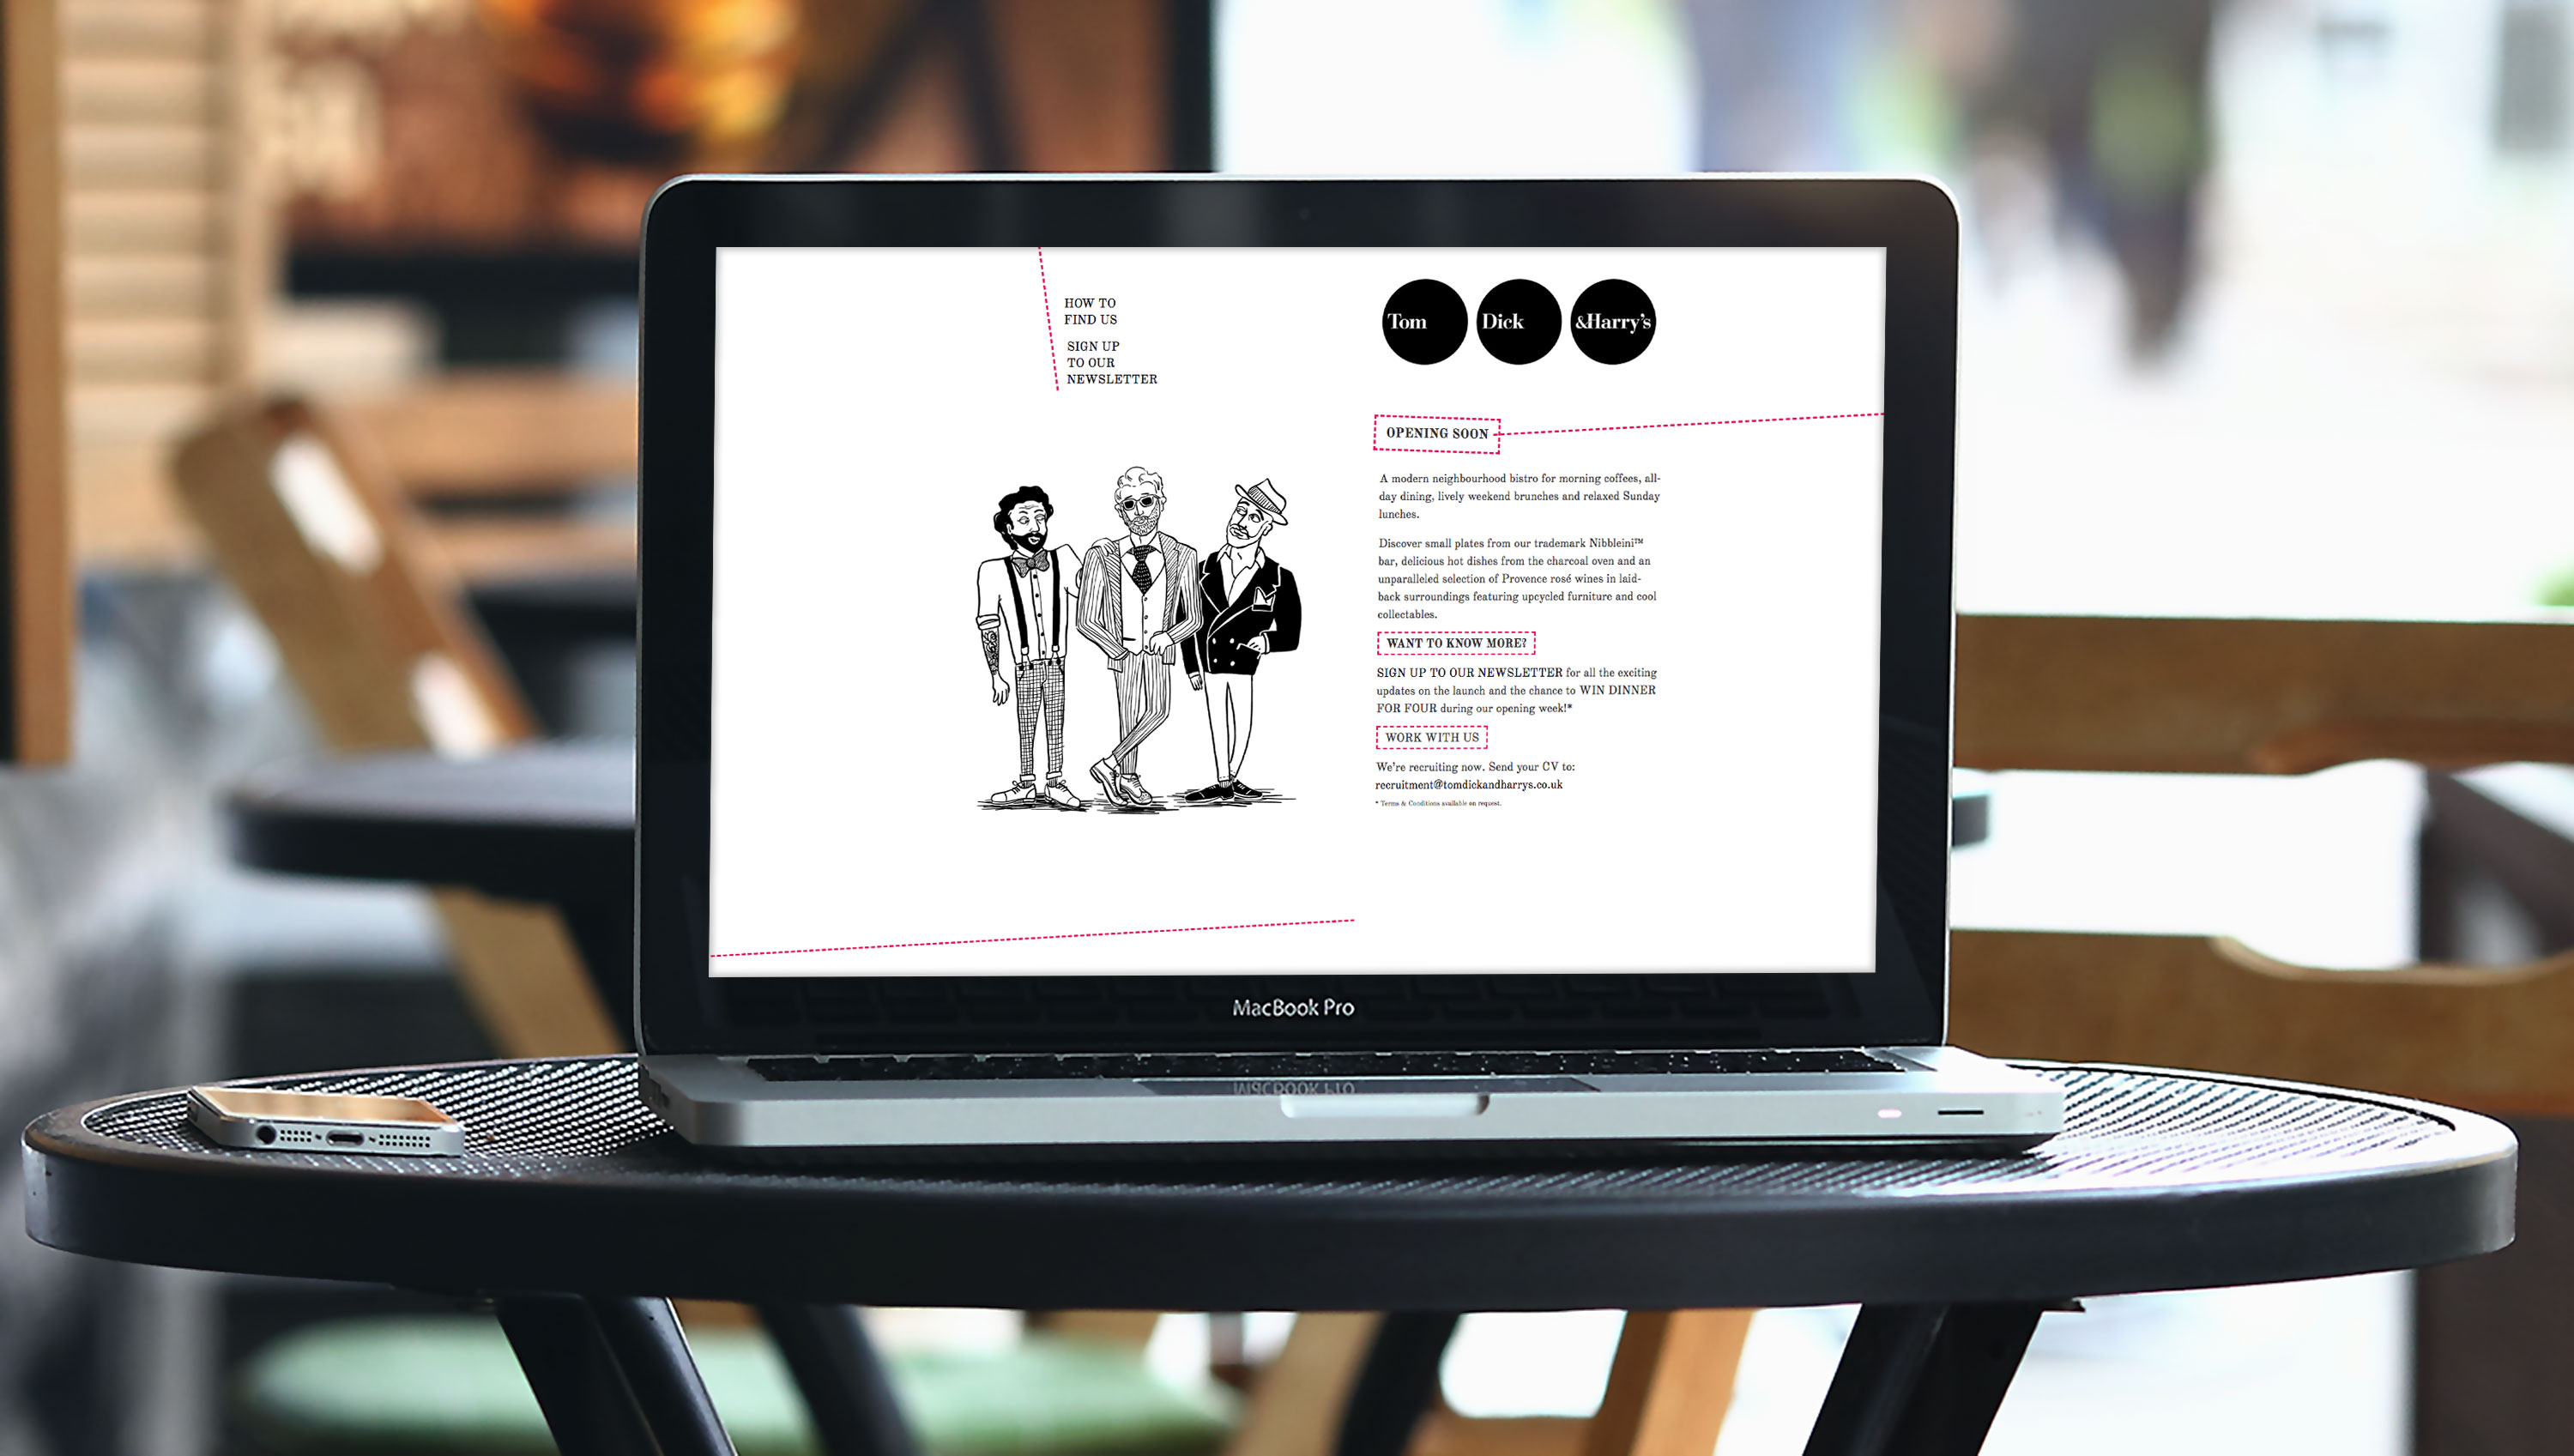 HOW TO
FIND US
SIGN UP
TO OUR
NEWSLETTER
Tom Dick &Harry's
OPENING SOON
A modern neighbourhood bistro for morning coffees, all-
day dining, lively weekend brunches and relaxed Sunday
lunches.
Discover small plates from our trademark Nibbleini™
bar, delicious hot dishes from the charcoal oven and an
unparalleled selection of Provence rosé wines in laid-
back surroundings featuring upcycled furniture and cool
collectables.
WANT TO KNOW MORE?
SIGN UP TO OUR NEWSLETTER for all the exciting
updates on the launch and the chance to WIN DINNER
FOR FOUR during our opening week!*
WORK WITH US
We're recruiting now. Send your CV to:
recruitment@tomdickandharrys.co.uk
* Terms & Conditions available on request.
MacBook Pro